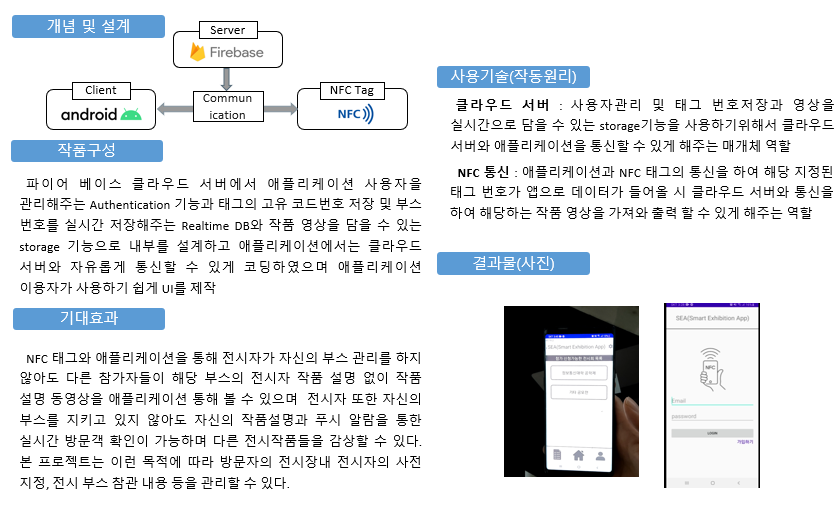 개념 및 설계
Server
Firebase
Client
android
Commun
ication
NFC Tag
NFC
작품구성
파이어 베이스 클라우드 서버에서 애플리케이션 사용자을
관리해주는 Authentication 기능과 태그의 고유 코드번호 저장 및 부스
번호를 실시간 저장해주는 Realtime DB와 작품 영상을 담을 수 있는
storage 기능으로 내부를 설계하고 애플리케이션에서는 클라우드
서버와 자유롭게 통신할 수 있게 코딩하였으며 애플리케이션
이용자가 사용하기 쉽게 UI를 제작
기대효과
NFC 태그와 애플리케이션을 통해 전시자가 자신의 부스 관리를 하지
않아도 다른 참가자들이 해당 부스의 전시자 작품 설명 없이 작품
설명 동영상을 애플리케이션 통해 볼 수 있으며 전시자 또한 자신의
부스를 지키고 있지 않아도 자신의 작품설명과 푸시 알람을 통한
실시간 방문객 확인이 가능하며 다른 전시작품들을 감상할 수 있다.
본 프로젝트는 이런 목적에 따라 방문자의 전시장내 전시자의 사전
지정, 전시 부스 참관 내용 등을 관리할 수 있다.
사용기술(작동원리)
클라우드 서버 : 사용자관리 및 태그 번호저장과 영상을
실시간으로 담을 수 있는 storage기능을 사용하기위해서 클라우드
서버와 애플리케이션을 통신할 수 있게 해주는 매개체 역할
NFC 통신 : 애플리케이션과 NFC 태그의 통신을 하여 해당 지정된
태그 번호가 앱으로 데이터가 들어올 시 클라우드 서버와 통신을
하여 해당하는 작품 영상을 가져와 출력 할 수 있게 해주는 역할
결과물(사진)
SEA(Smart Exhibition App)
SEA(Smart Exhibition App)
NFC
Email
password
LOGIN
가입하기